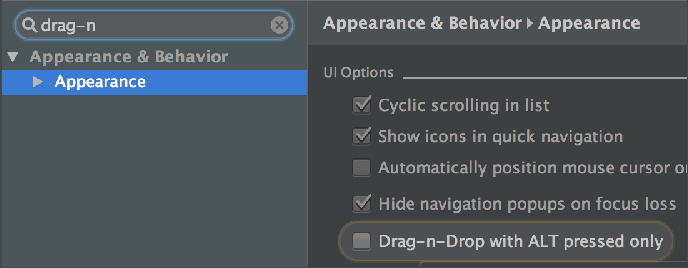 drag-n
Appearance & Behavior
Appearance
Appearance & Behavior ▸ Appearance
UI Options
Cyclic scrolling in list
Show icons in quick navigation
Automatically position mouse cursor
Hide navigation popups on focus loss
Drag-n-Drop with ALT pressed only